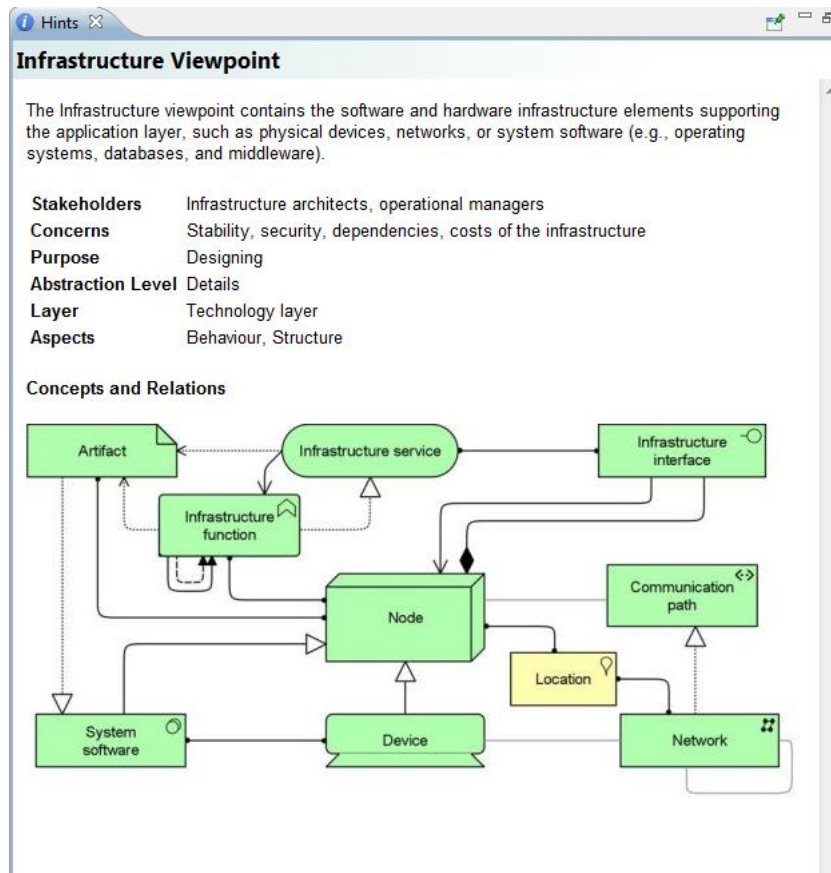 Hints
Infrastructure Viewpoint
The Infrastructure viewpoint contains the software and hardware infrastructure elements supporting
the application layer, such as physical devices, networks, or system software (e.g., operating
systems, databases, and middleware).
Stakeholders Infrastructure architects, operational managers
Concerns Stability, security, dependencies, costs of the infrastructure
Purpose Designing
Abstraction Level Details
Layer Technology layer
Aspects Behaviour, Structure
Concepts and Relations
Artifact
Infrastructure service
Infrastructure
interface
Infrastructure
function
Node
Communication
path
Location
System
software
Device
Network